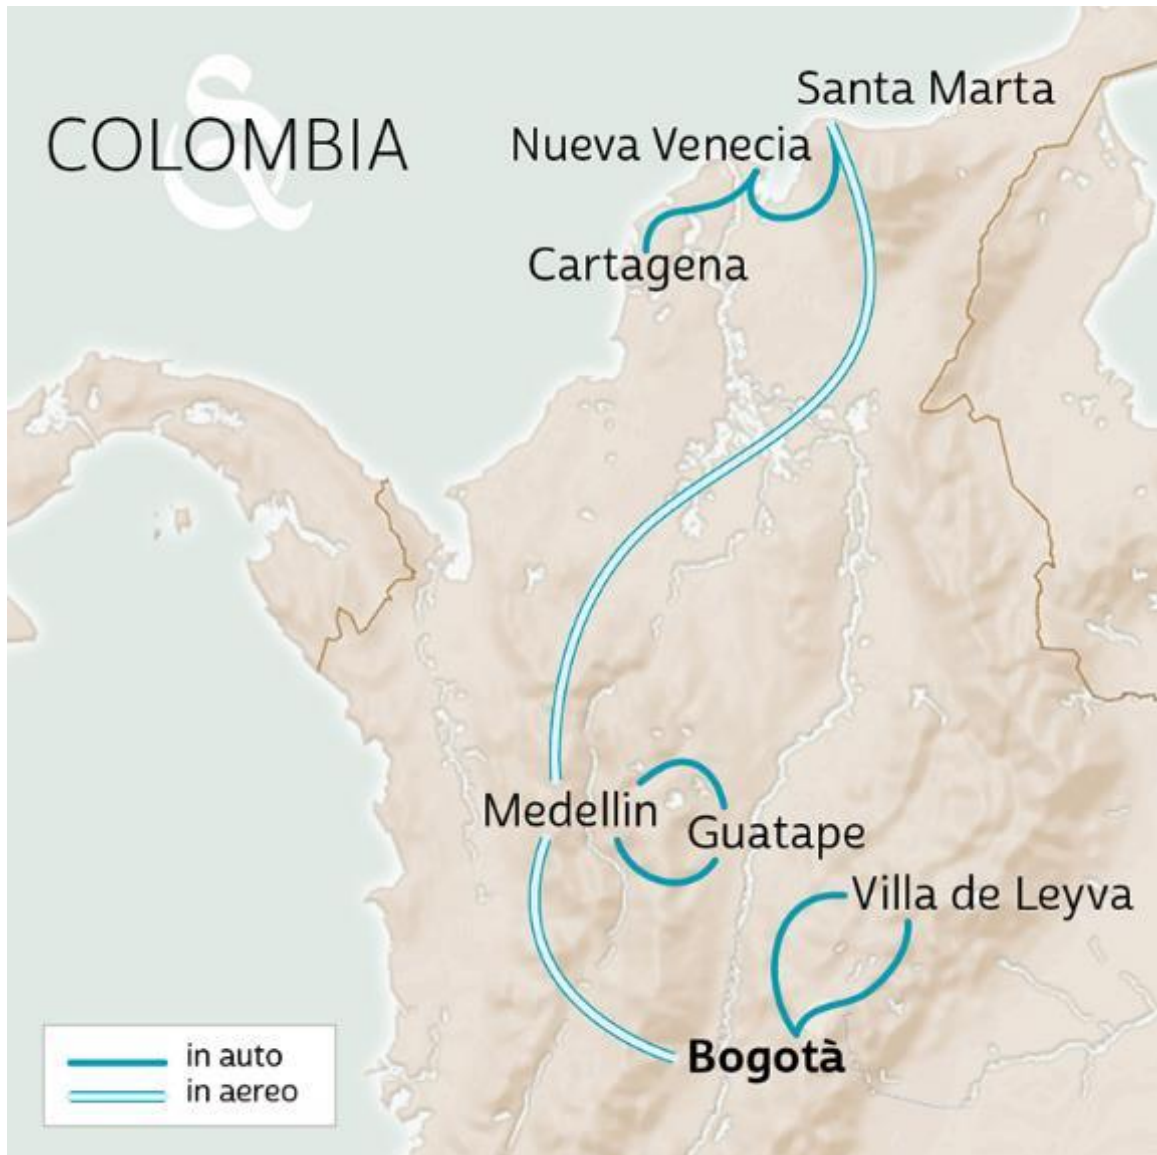 COLOMBIA
Santa Marta
Nueva Venecia
Cartagena
Medellin
Guatape
Villa de Leyva
Bogotà
in auto
in aereo